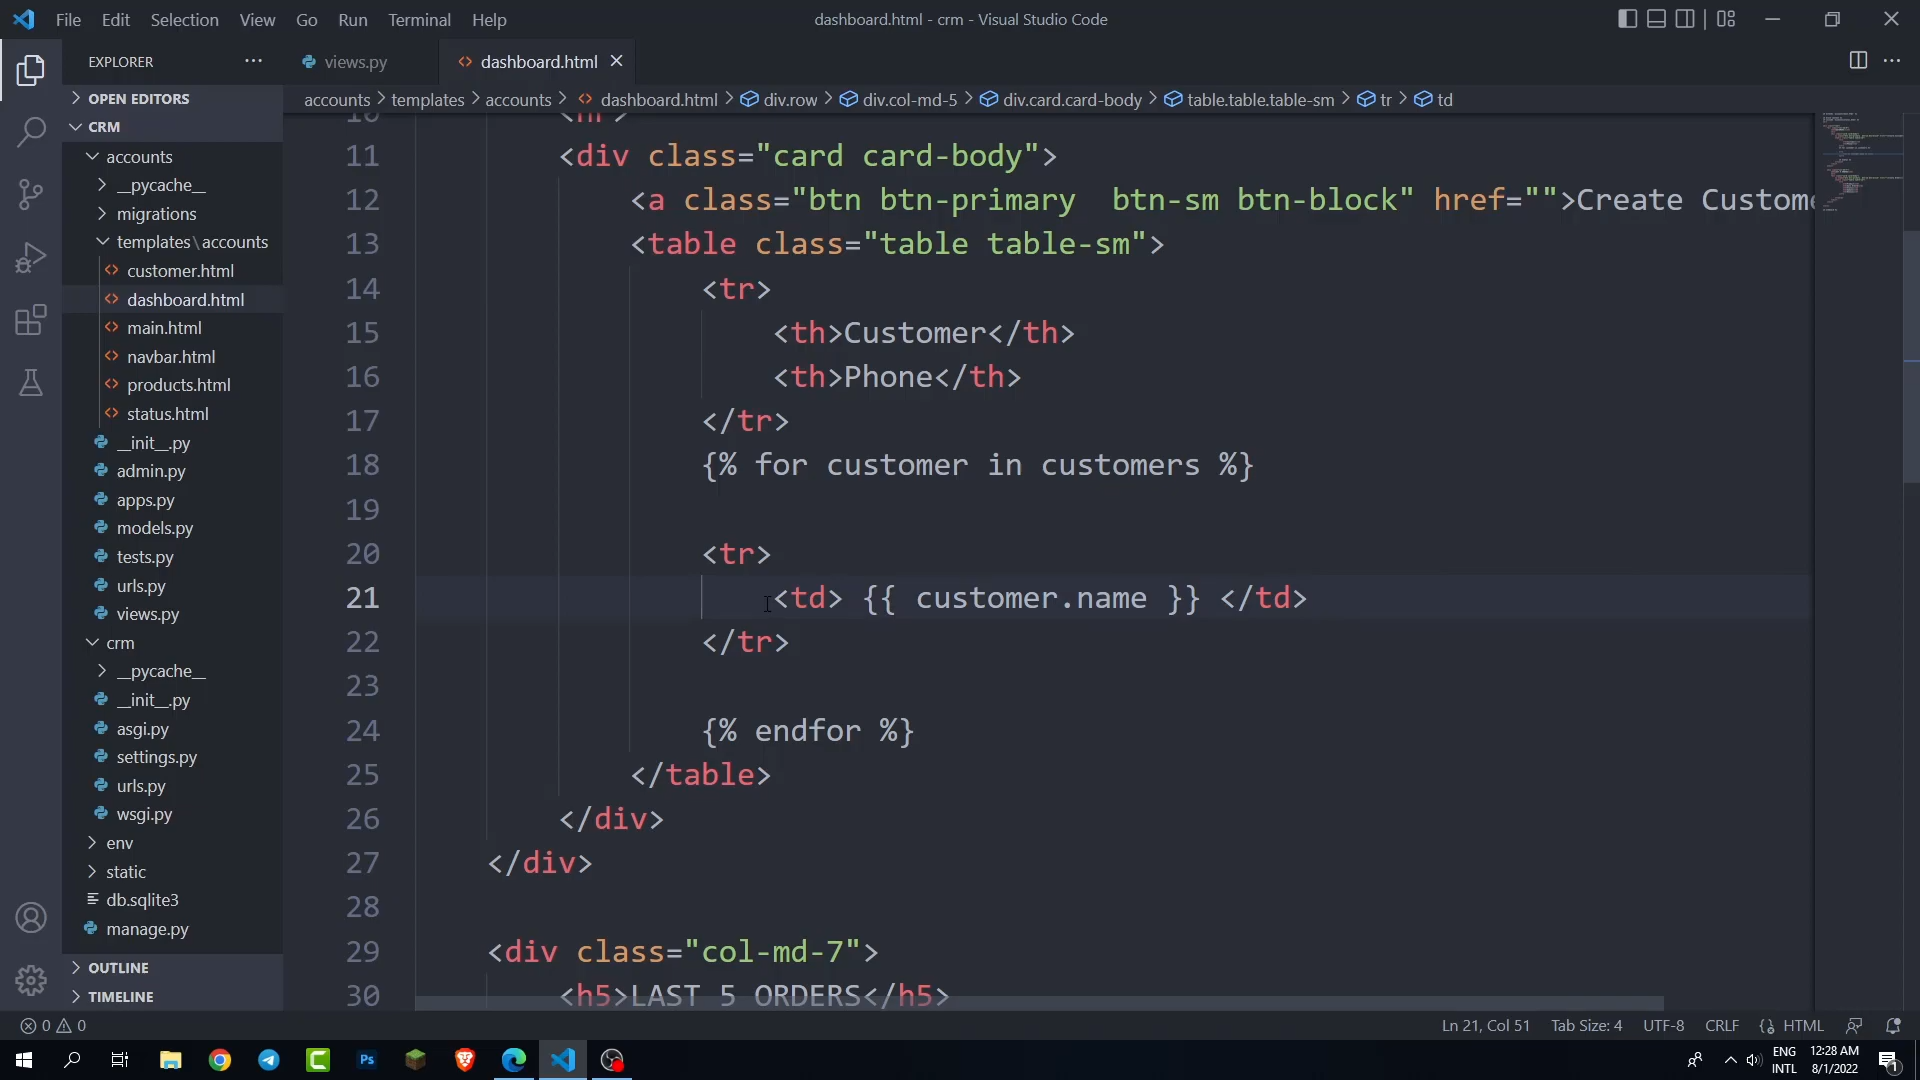 File Edit Selection View Go Run Terminal Help
dashboard.html - crm - Visual Studio Code
EXPLORER
views.py
dashboard.html
accounts > templates > accounts > dashboard.html > div.row > div.col-md-5 > div.card.card-body > table.table.table-sm > tr > td
OPEN EDITORS
CRM
accounts
__pycache__
migrations
templates\accounts
customer.html
dashboard.html
main.html
navbar.html
products.html
status.html
__init__.py
admin.py
apps.py
models.py
tests.py
urls.py
views.py
crm
__pycache__
__init__.py
asgi.py
settings.py
urls.py
wsgi.py
env
static
db.sqlite3
manage.py
OUTLINE
TIMELINE
10 <hr>
11 <div class="card card-body">
12 <a class="btn btn-primary  btn-sm btn-block" href="">Create Custome
13 <table class="table table-sm">
14 <tr>
15 <th>Customer</th>
16 <th>Phone</th>
17 </tr>
18 {% for customer in customers %}
19
20 <tr>
21 <td> {{ customer.name }} </td>
22 </tr>
23
24 {% endfor %}
25 </table>
26 </div>
27 </div>
28
29 <div class="col-md-7">
30 <h5>LAST 5 ORDERS</h5>
0 0
Ln 21, Col 51 Tab Size: 4 UTF-8 CRLF HTML
Ps
ENG
INTL
12:28 AM
8/1/2022
1